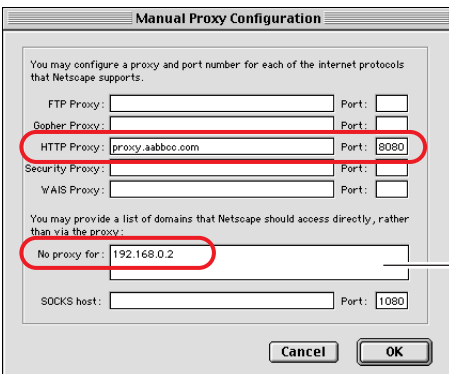 Manual Proxy Configuration
You may configure a proxy and port number for each of the internet protocols
that Netscape supports.
FTP Proxy: Port:
Gopher Proxy: Port:
HTTP Proxy: proxy.aabbcc.com Port: 8080
Security Proxy: Port:
WAIS Proxy: Port:
You may provide a list of domains that Netscape should access directly, rather
than via the proxy:
No proxy for: 192.168.0.2
SOCKS host: Port: 1080
Cancel OK